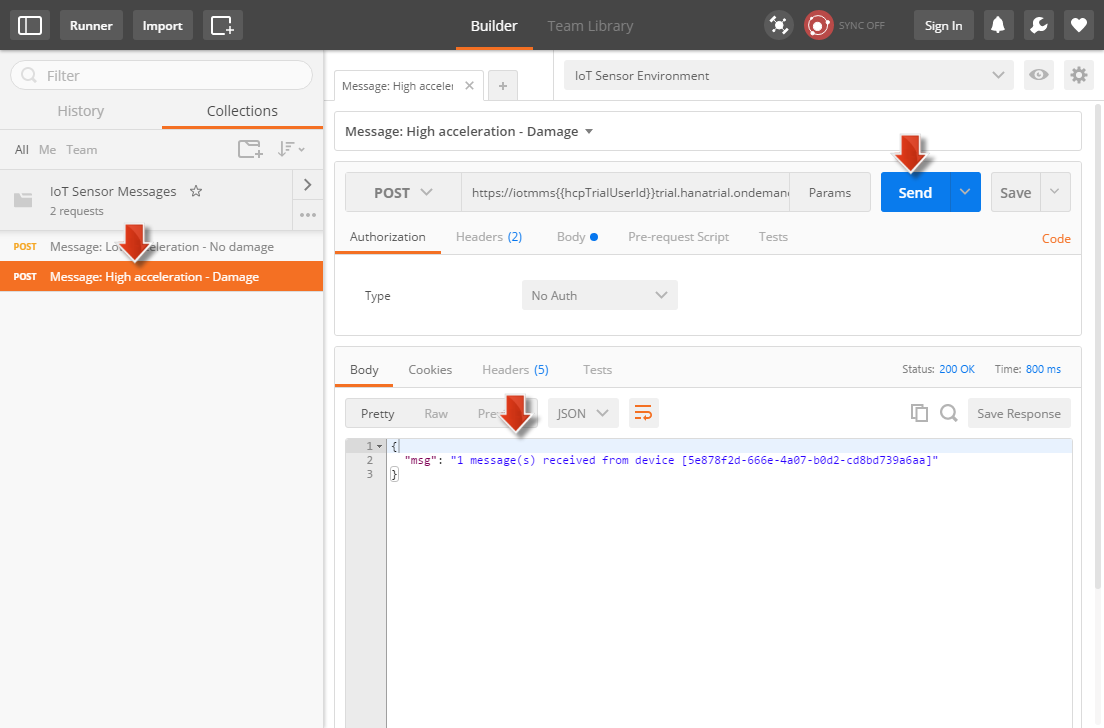 Runner
Import
Builder
Team Library
SYNC OFF
Sign In
Filter
History
Collections
All Me Team
IoT Sensor Messages
2 requests
POST Message: Lo eleration - No damage
POST Message: High acceleration - Damage
Message: High acceler
IoT Sensor Environment
Message: High acceleration - Damage
POST
https://iotmms{{hcpTrialUserId}}trial.hanatrial.ondemand
Params
Send
Save
Authorization
Headers (2)
Body
Pre-request Script
Tests
Code
Type
No Auth
Body
Cookies
Headers (5)
Tests
Status: 200 OK
Time: 800 ms
Pretty
Raw
Pre
JSON
Save Response
1 {
2 "msg": "1 message(s) received from device [5e878f2d-666e-4a07-b0d2-cd8bd739a6aa]"
3 }